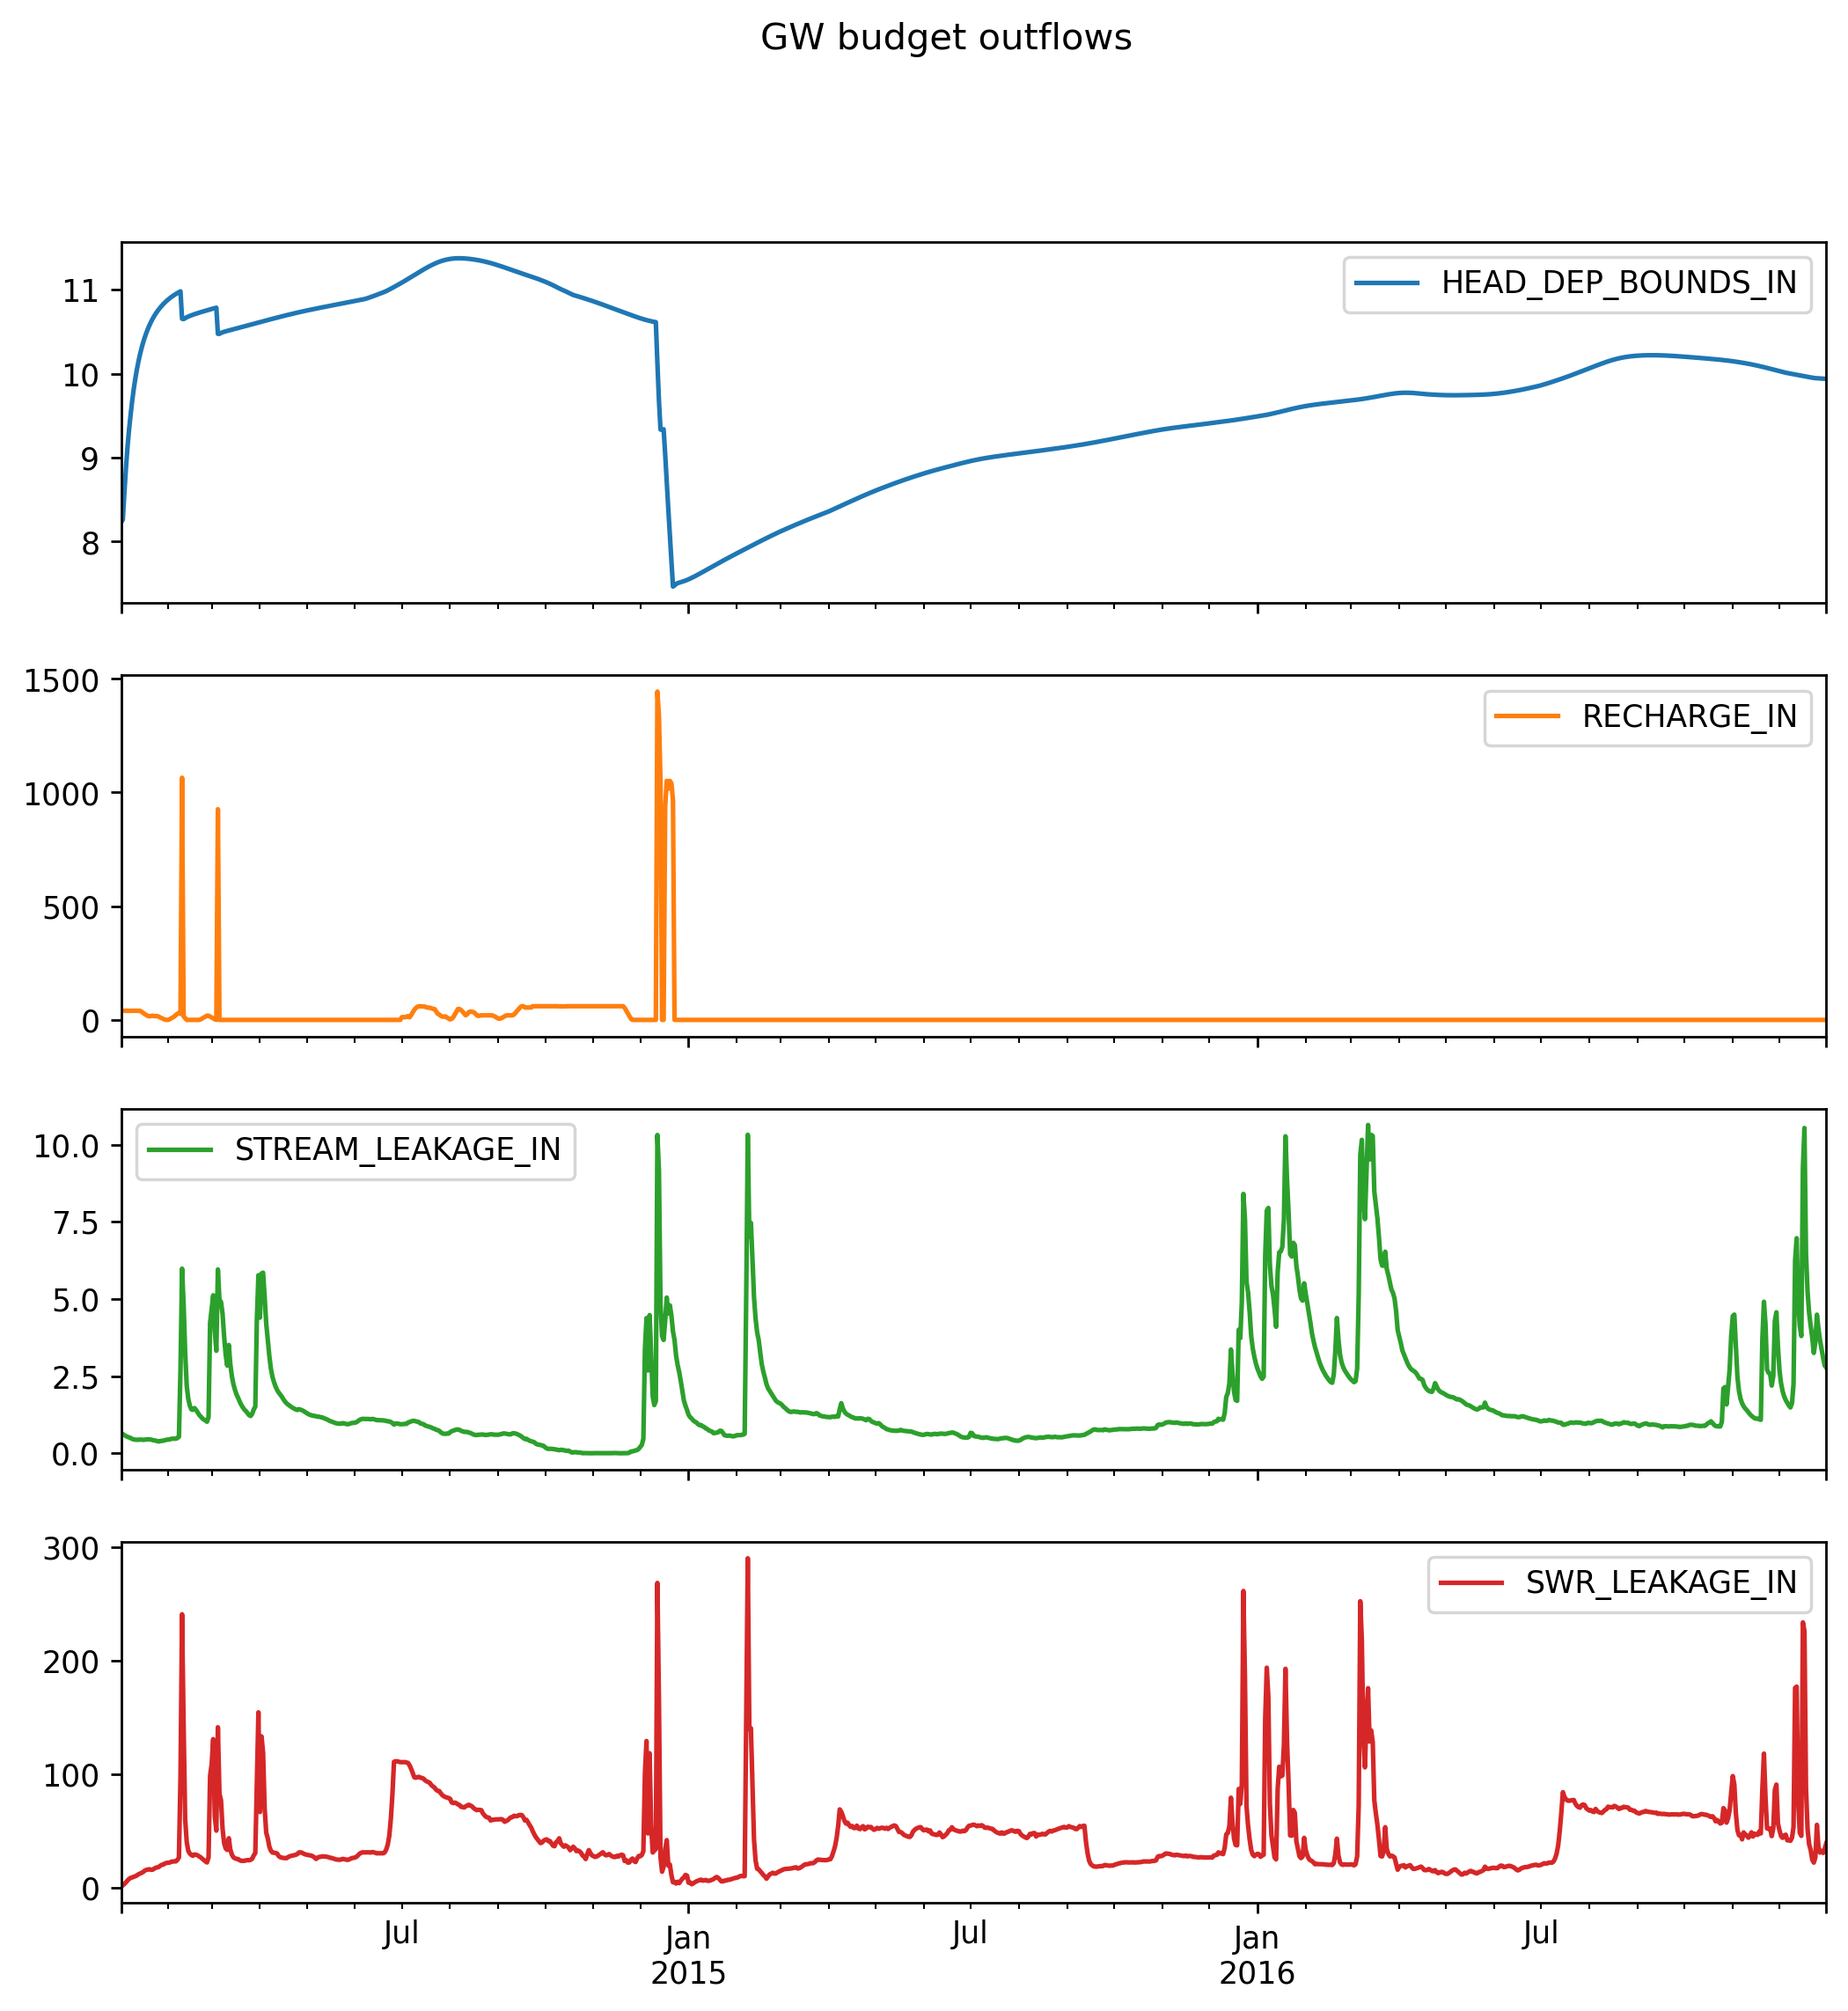 GW budget outflows
HEAD_DEP_BOUNDS_IN
11
10
9
8
RECHARGE_IN
1500
1000
500
0
STREAM_LEAKAGE_IN
10.0
7.5
5.0
2.5
0.0
SWR_LEAKAGE_IN
300
200
100
0
Jul
Jan
2015
Jul
Jan
2016
Jul